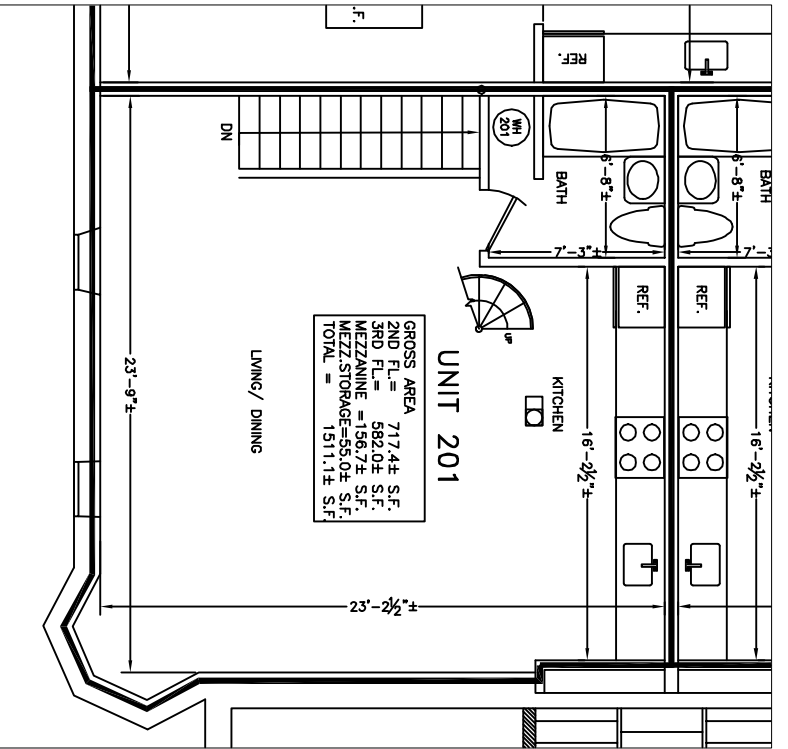 .F.
REF.
WH
201
DN
BATH
6'-8"±
6'-8"±
BATH
7'-3"±
7'-3
REF.
REF.
UP
UNIT 201
GROSS AREA
2ND FL.= 717.4± S.F.
3RD FL.= 582.0± S.F.
MEZZANINE =156.7± S.F.
MEZZ.STORAGE=55.0± S.F.
TOTAL = 1511.1± S.F.
LIVING/ DINING
KITCHEN
23'-9"±
16'-2½"±
16'-2½"±
23'-2½"±